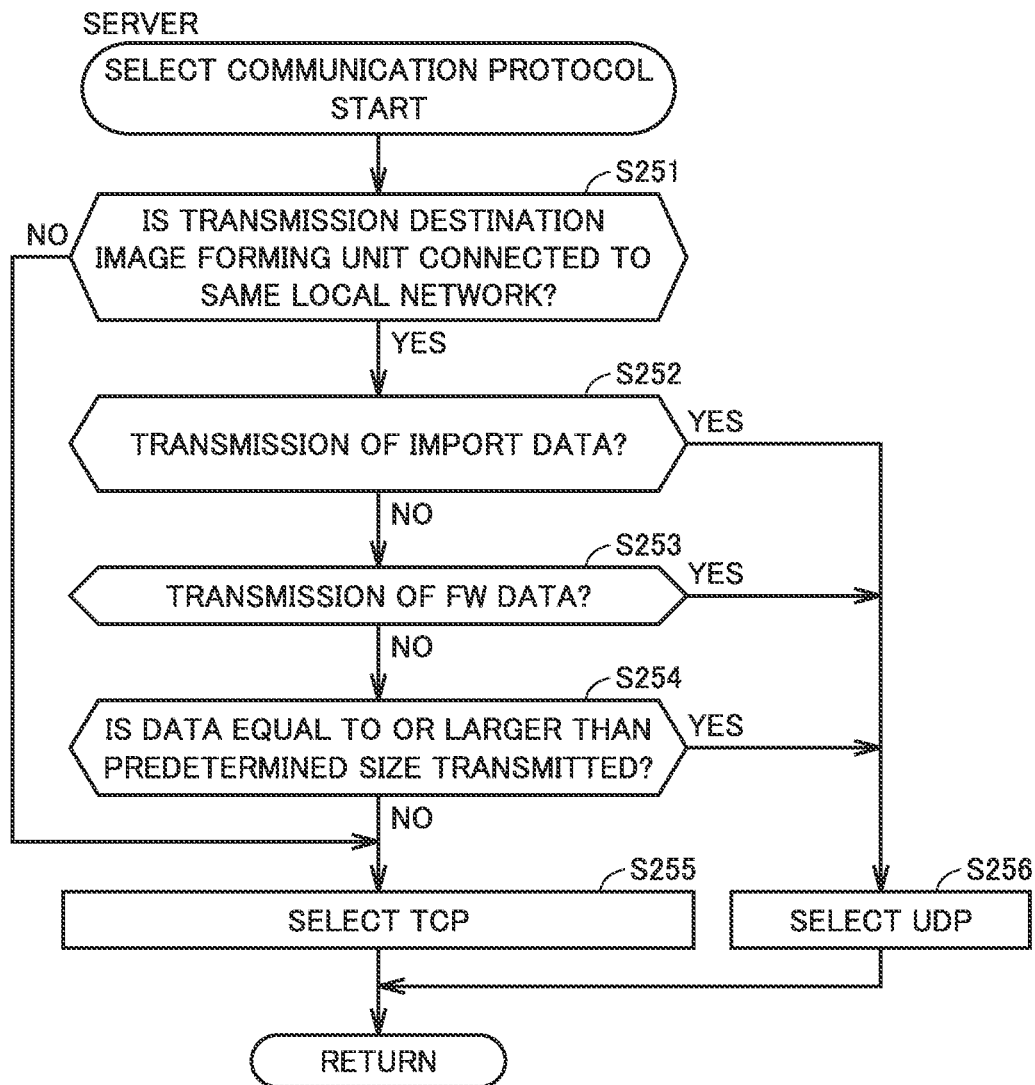 SERVER
SELECT COMMUNICATION PROTOCOL
START
S251
IS TRANSMISSION DESTINATION
IMAGE FORMING UNIT CONNECTED TO
SAME LOCAL NETWORK?
NO
YES
S252
TRANSMISSION OF IMPORT DATA?
YES
NO
S253
TRANSMISSION OF FW DATA?
YES
NO
S254
IS DATA EQUAL TO OR LARGER THAN
PREDETERMINED SIZE TRANSMITTED?
YES
NO
S255
SELECT TCP
S256
SELECT UDP
RETURN